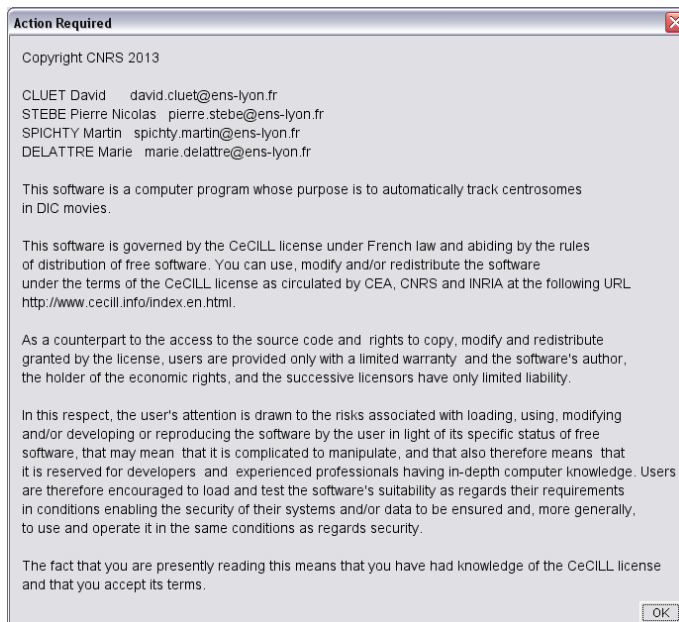 Action Required
Copyright CNRS 2013
CLUET David david.cluet@ens-lyon.fr
STEBE Pierre Nicolas pierre.stebe@ens-lyon.fr
SPICHTY Martin spichty.martin@ens-lyon.fr
DELATTRE Marie marie.delattre@ens-lyon.fr
This software is a computer program whose purpose is to automatically track centrosomes
in DIC movies.
This software is governed by the CeCILL license under French law and abiding by the rules
of distribution of free software. You can use, modify and/or redistribute the software
under the terms of the CeCILL license as circulated by CEA, CNRS and INRIA at the following URL
http://www.cecill.info/index.en.html.
As a counterpart to the access to the source code and rights to copy, modify and redistribute
granted by the license, users are provided only with a limited warranty and the software's author,
the holder of the economic rights, and the successive licensors have only limited liability.
In this respect, the user's attention is drawn to the risks associated with loading, using, modifying
and/or developing or reproducing the software by the user in light of its specific status of free
software, that may mean that it is complicated to manipulate, and that also therefore means that
it is reserved for developers and experienced professionals having in-depth computer knowledge. Users
are therefore encouraged to load and test the software's suitability as regards their requirements
in conditions enabling the security of their systems and/or data to be ensured and, more generally,
to use and operate it in the same conditions as regards security.
The fact that you are presently reading this means that you have had knowledge of the CeCILL license
and that you accept its terms.
OK